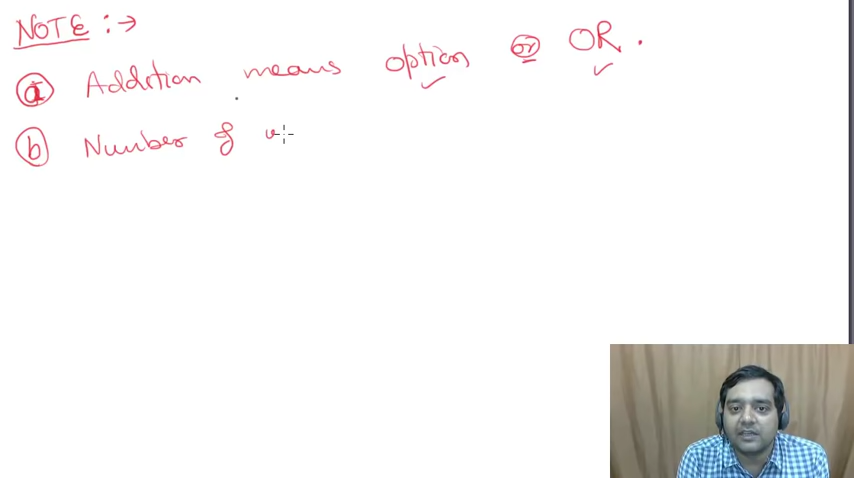 NOTE :→
(a) Addition means option or OR .
(b) Number of